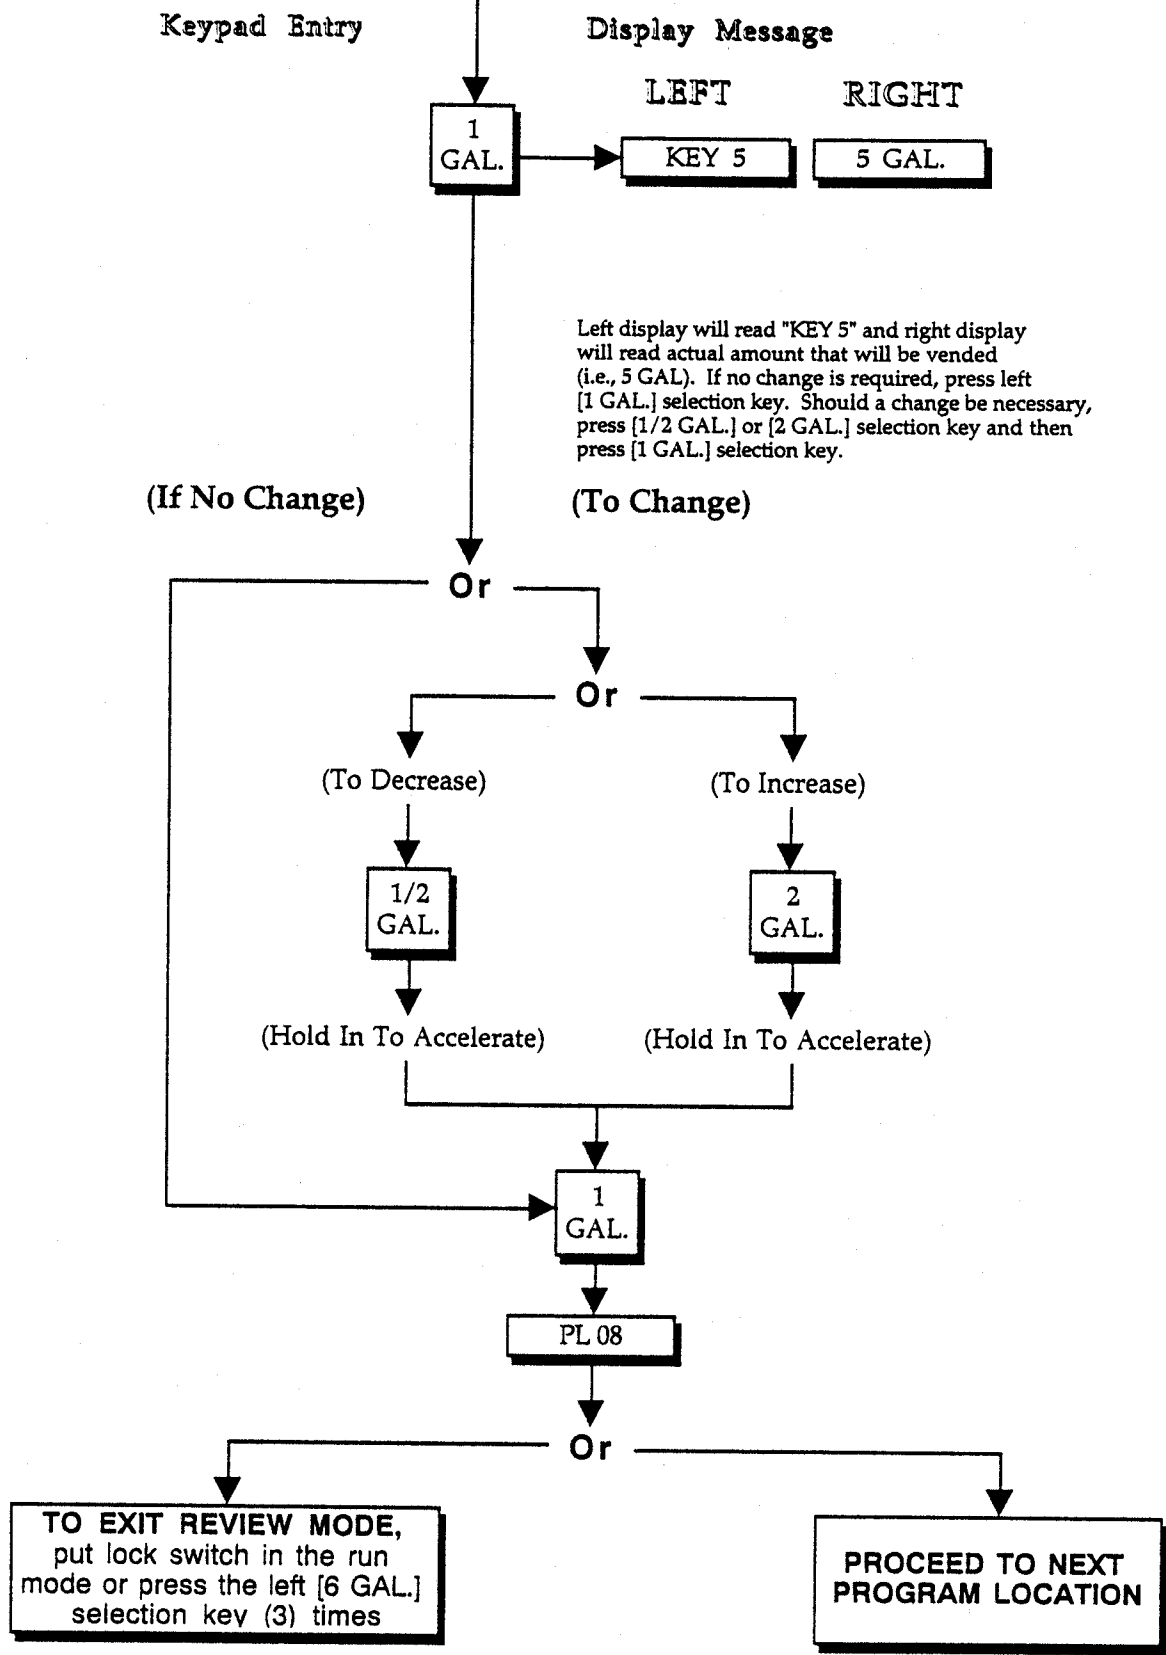 Keypad Entry
Display Message
LEFT
RIGHT
1
GAL.
KEY 5
5 GAL.
Left display will read "KEY 5" and right display
will read actual amount that will be vended
(i.e., 5 GAL). If no change is required, press left
[1 GAL.] selection key. Should a change be necessary,
press [1/2 GAL.] or [2 GAL.] selection key and then
press [1 GAL.] selection key.
(If No Change)
(To Change)
Or
Or
(To Decrease)
(To Increase)
1/2
GAL.
2
GAL.
(Hold In To Accelerate)
(Hold In To Accelerate)
1
GAL.
PL 08
Or
TO EXIT REVIEW MODE,
put lock switch in the run
mode or press the left [6 GAL.]
selection key (3) times
PROCEED TO NEXT
PROGRAM LOCATION